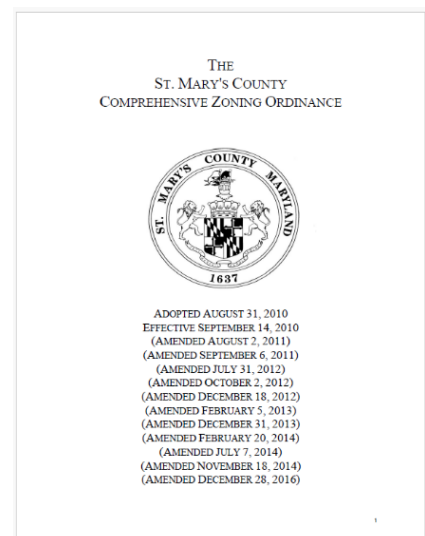 THE
ST. MARY'S COUNTY
COMPREHENSIVE ZONING ORDINANCE
ST. MARY'S COUNTY MARYLAND
1637
ADOPTED AUGUST 31, 2010
EFFECTIVE SEPTEMBER 14, 2010
(AMENDED AUGUST 2, 2011)
(AMENDED SEPTEMBER 6, 2011)
(AMENDED JULY 31, 2012)
(AMENDED OCTOBER 2, 2012)
(AMENDED DECEMBER 18, 2012)
(AMENDED FEBRUARY 5, 2013)
(AMENDED DECEMBER 31, 2013)
(AMENDED FEBRUARY 20, 2014)
(AMENDED JULY 7, 2014)
(AMENDED NOVEMBER 18, 2014)
(AMENDED DECEMBER 28, 2016)
1